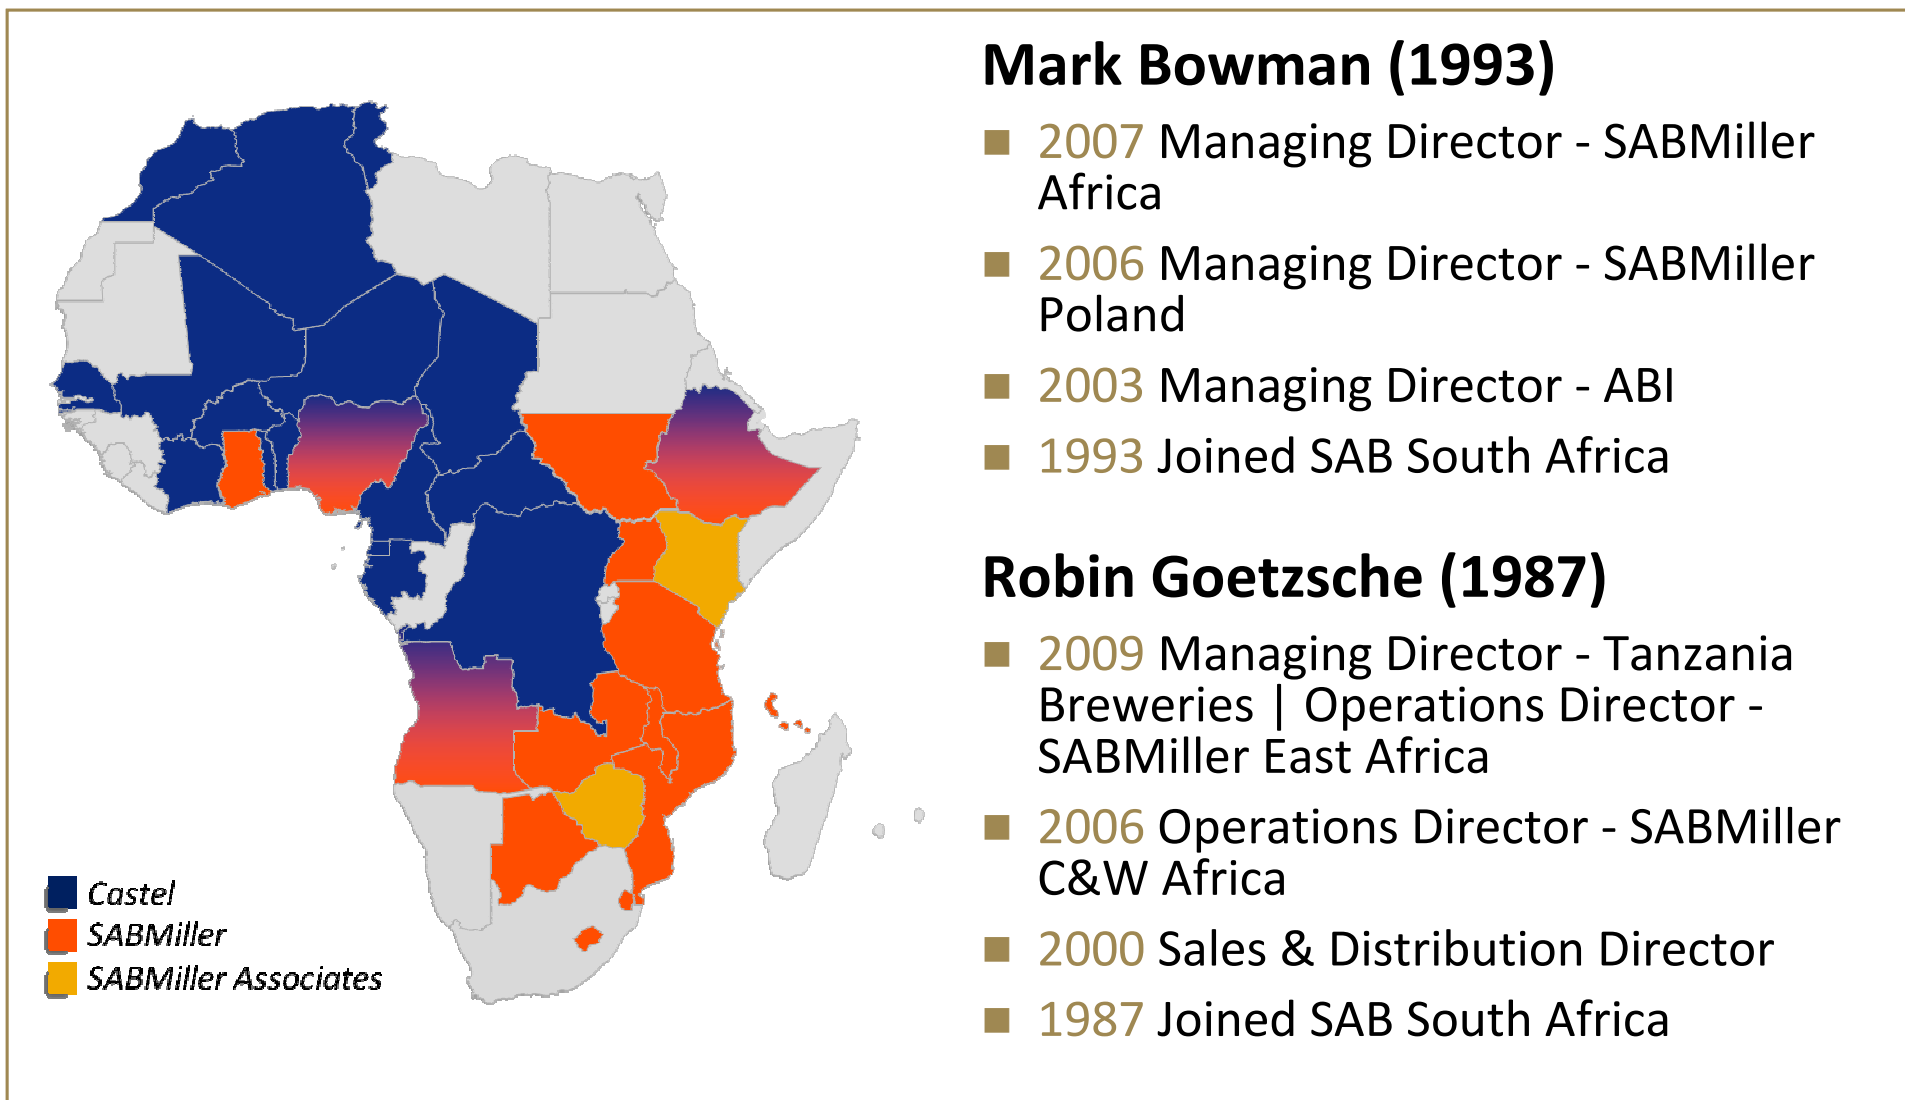 Mark Bowman (1993)
2007 Managing Director - SABMiller
Africa
2006 Managing Director - SABMiller
Poland
2003 Managing Director - ABI
1993 Joined SAB South Africa
Robin Goetzsche (1987)
2009 Managing Director - Tanzania
Breweries | Operations Director -
SABMiller East Africa
2006 Operations Director - SABMiller
C&W Africa
2000 Sales & Distribution Director
1987 Joined SAB South Africa
Castel
SABMiller
SABMiller Associates